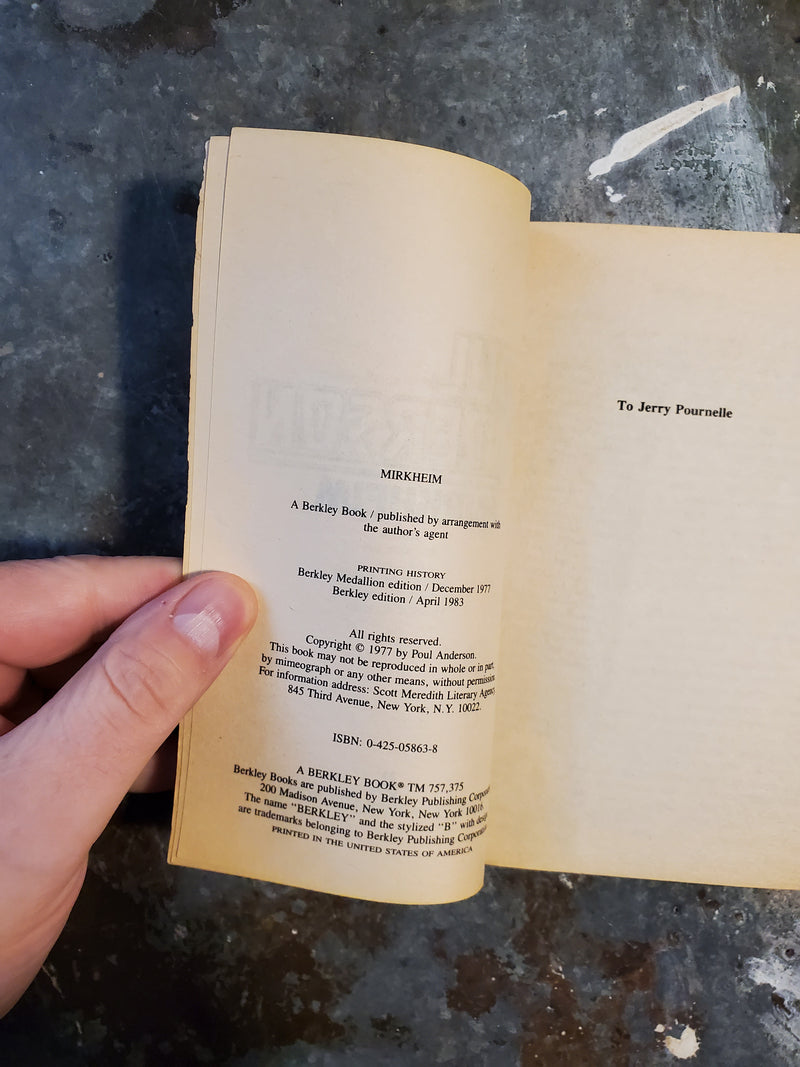 MIRKHEIM
A Berkley Book / published by arrangement with
the author's agent
PRINTING HISTORY
Berkley Medallion edition / December 1977
Berkley edition / April 1983
All rights reserved.
Copyright © 1977 by Poul Anderson.
This book may not be reproduced in whole or in part,
by mimeograph or any other means, without permission
For information address: Scott Meredith Literary Agency
845 Third Avenue, New York, N.Y. 10022.
ISBN: 0-425-05863-8
A BERKLEY BOOK® TM 757,375
Berkley Books are published by Berkley Publishing
200 Madison Avenue, New York, New York 10016
The name "BERKLEY" and the stylized "B" with
are trademarks belonging to Berkley Publishing
PRINTED IN THE UNITED STATES OF AMERICA
To Jerry Pournelle